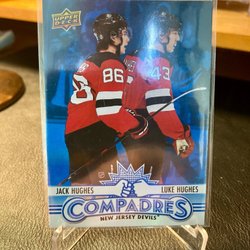 UPPER DECK
86
43
JACK HUGHES
LUKE HUGHES
COMPADRES
NEW JERSEY DEVILS